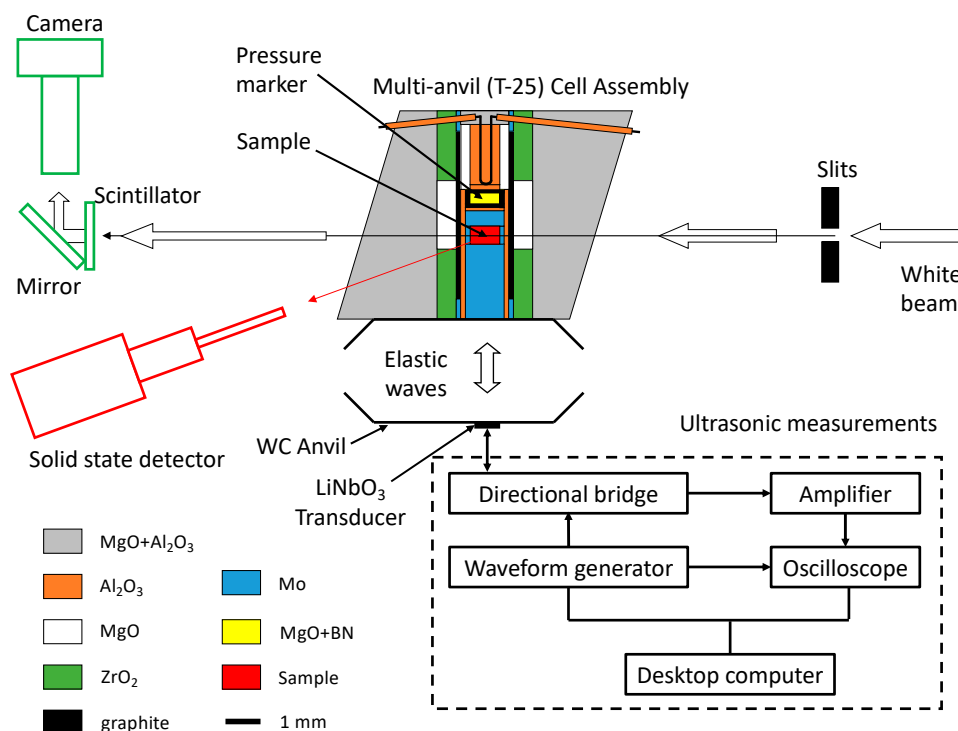 Camera
Pressure
marker
Multi-anvil (T-25) Cell Assembly
Sample
Slits
Scintillator
Mirror
White
beam
Elastic
waves
WC Anvil
Solid state detector
LiNbO₃
Transducer
Ultrasonic measurements
Directional bridge
Amplifier
Waveform generator
Oscilloscope
Desktop computer
MgO+Al₂O₃
Al₂O₃
MgO
ZrO₂
graphite
Mo
MgO+BN
Sample
1 mm